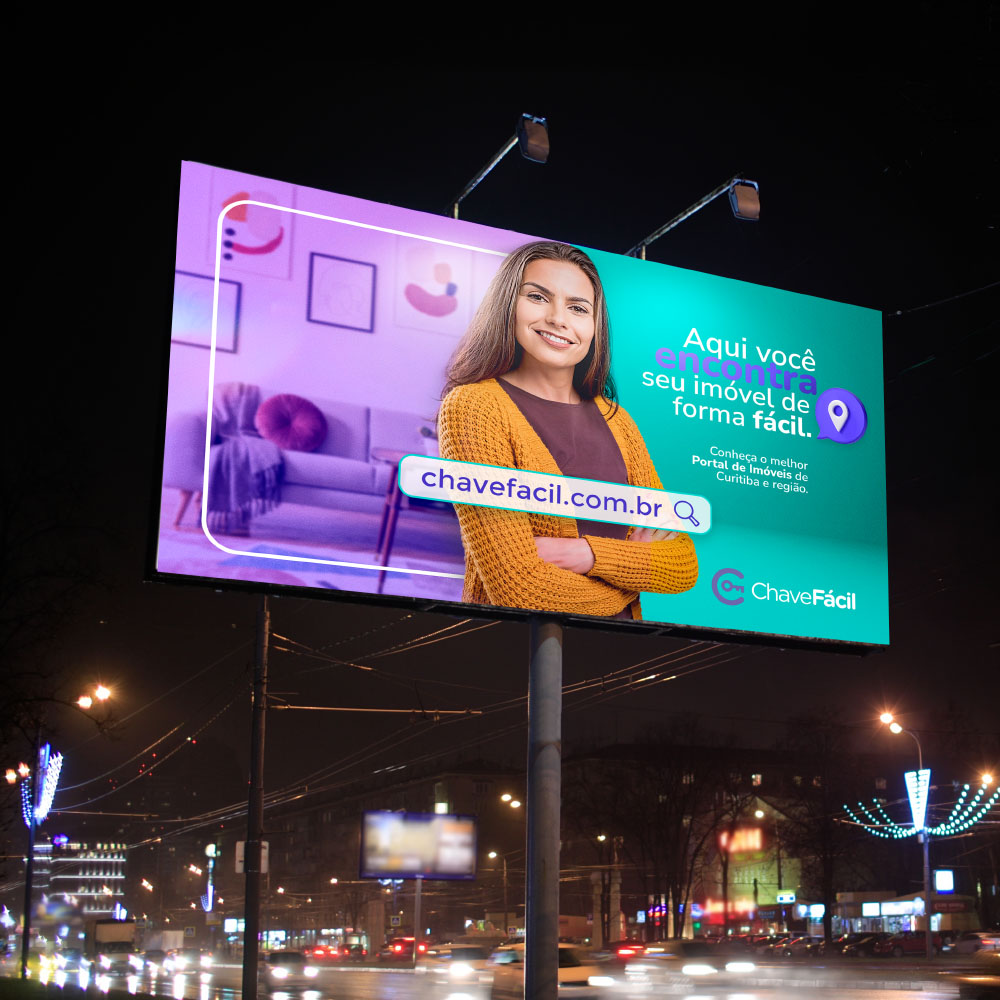 Aqui você
encontra
seu imóvel de
forma fácil.
Conheça o melhor
Portal de Imóveis de
Curitiba e região.
chavefacil.com.br
ChaveFácil